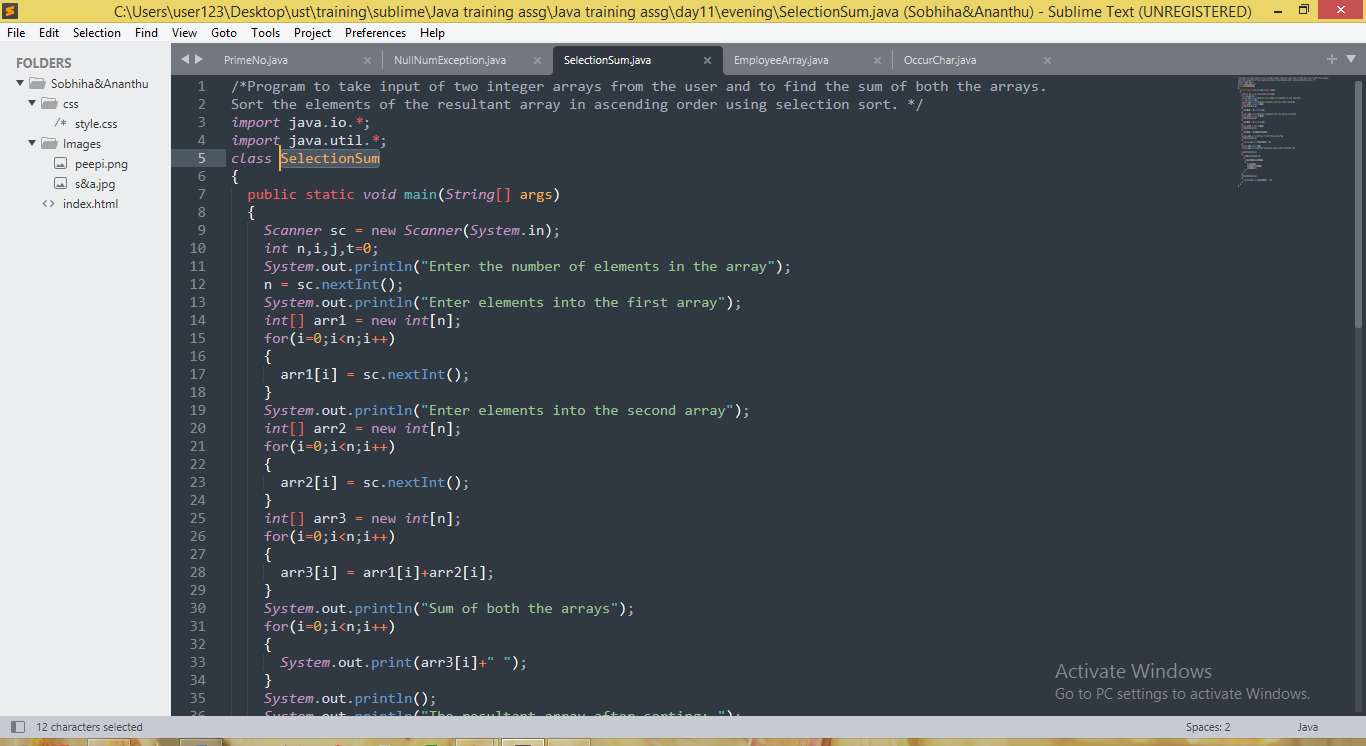 C:\Users\user123\Desktop\ust\training\sublime\Java training assg\Java training assg\day11\evening\SelectionSum.java (Sobhiha&Ananthu) - Sublime Text (UNREGISTERED)
File Edit Selection Find View Goto Tools Project Preferences Help
FOLDERS
Sobhiha&Ananthu
css
/* style.css
Images
peepi.png
s&a.jpg
<> index.html
PrimeNo.java × NullNumException.java × SelectionSum.java × EmployeeArray.java × OccurChar.java ×
1 /*Program to take input of two integer arrays from the user and to find the sum of both the arrays.
2 Sort the elements of the resultant array in ascending order using selection sort. */
3 import java.io.*;
4 import java.util.*;
5 class SelectionSum
6 {
7   public static void main(String[] args)
8   {
9     Scanner sc = new Scanner(System.in);
10     int n,i,j,t=0;
11     System.out.println("Enter the number of elements in the array");
12     n = sc.nextInt();
13     System.out.println("Enter elements into the first array");
14     int[] arr1 = new int[n];
15     for(i=0;i<n;i++)
16     {
17       arr1[i] = sc.nextInt();
18     }
19     System.out.println("Enter elements into the second array");
20     int[] arr2 = new int[n];
21     for(i=0;i<n;i++)
22     {
23       arr2[i] = sc.nextInt();
24     }
25     int[] arr3 = new int[n];
26     for(i=0;i<n;i++)
27     {
28       arr3[i] = arr1[i]+arr2[i];
29     }
30     System.out.println("Sum of both the arrays");
31     for(i=0;i<n;i++)
32     {
33       System.out.print(arr3[i]+" ");
34     }
35     System.out.println();
36     System.out.println("The resultant array after sorting: ");
Activate Windows
Go to PC settings to activate Windows.
12 characters selected
Spaces: 2 Java